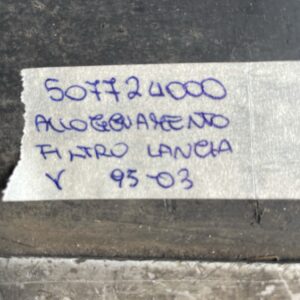 507724000
ALLOGGIAMENTO
FILTRO LANCIA
Y 95-03